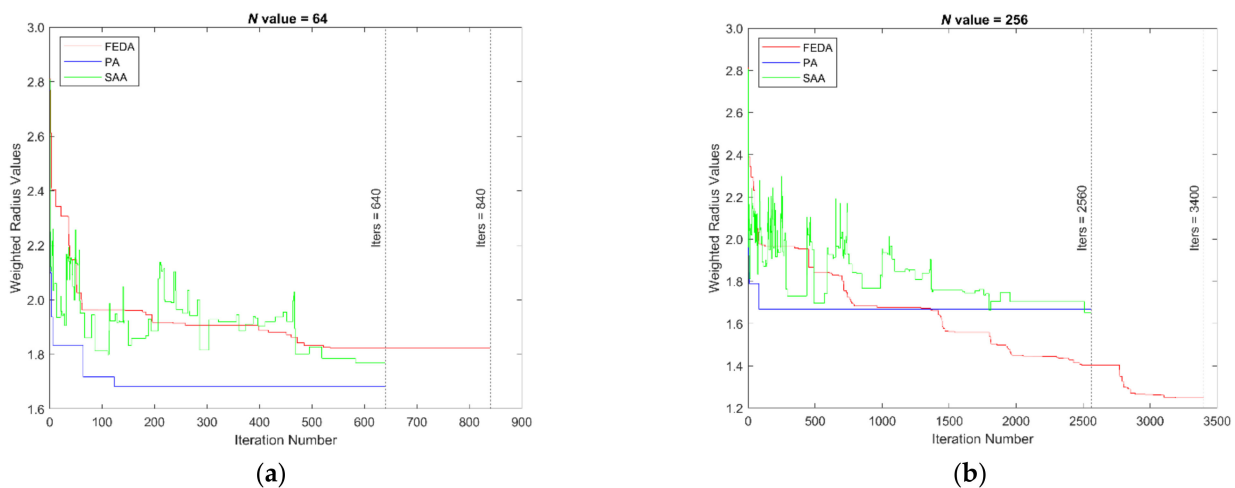 N value = 64
3.0
2.8
2.6
2.4
2.2
2.0
1.8
1.6
Weighted Radius Values
FEDA
PA
SAA
Iters = 640
Iters = 840
0 100 200 300 400 500 600 700 800 900
Iteration Number
(a)
N value = 256
3.0
2.8
2.6
2.4
2.2
2.0
1.8
1.6
1.4
1.2
Weighted Radius Values
FEDA
PA
SAA
Iters = 2560
Iters = 3400
0 500 1000 1500 2000 2500 3000 3500
Iteration Number
(b)